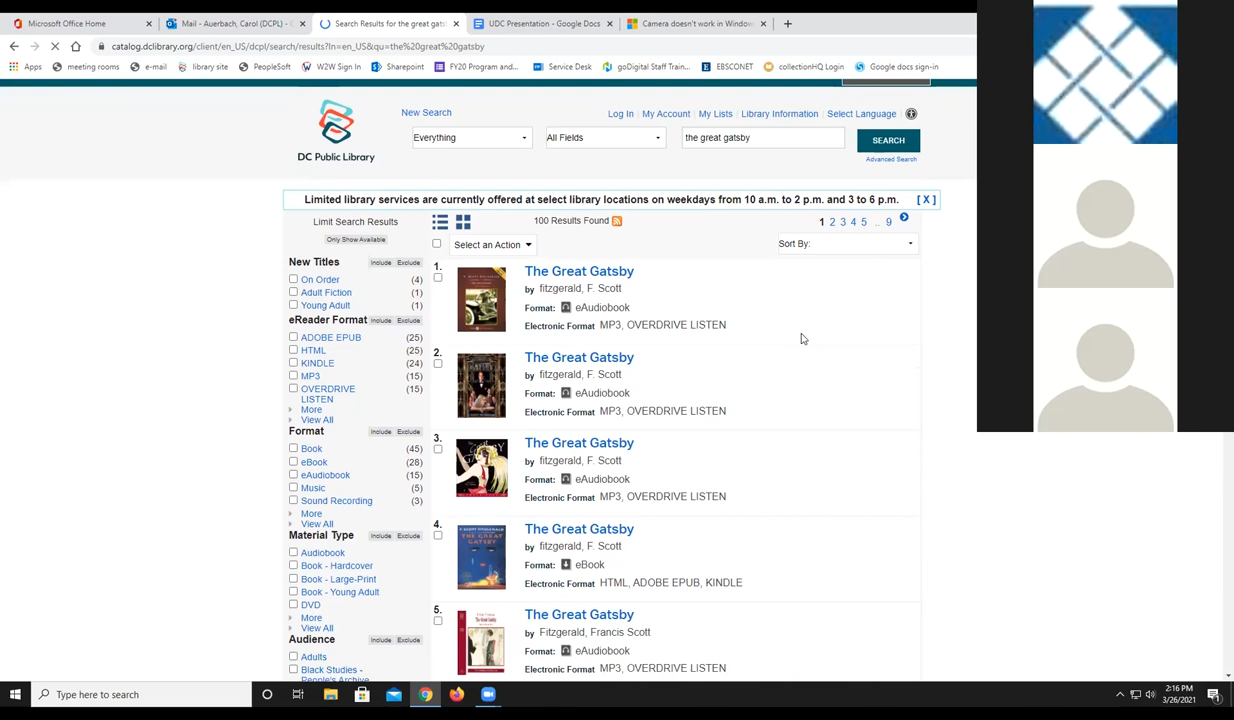 Microsoft Office Home
Mail - Auerbach, Carol (DCPL) -
Search Results for the great gats
UDC Presentation - Google Docs
Camera doesn't work in Window
catalog.dclibrary.org/client/en_US/dcpl/search/results?ln=en_US&qu=the%20great%20gatsby
Apps
meeting rooms
e-mail
library site
PeopleSoft
W2W Sign In
Sharepoint
FY20 Program and...
Service Desk
goDigital Staff Train...
EBSCONET
collectionHQ Login
Google docs sign-in
DC Public Library
New Search
Log In
My Account
My Lists
Library Information
Select Language
Everything
All Fields
the great gatsby
SEARCH
Advanced Search
Limited library services are currently offered at select library locations on weekdays from 10 a.m. to 2 p.m. and 3 to 6 p.m. [ X ]
Limit Search Results
Only Show Available
New Titles Include Exclude
On Order (4)
Adult Fiction (1)
Young Adult (1)
eReader Format Include Exclude
ADOBE EPUB (25)
HTML (25)
KINDLE (24)
MP3 (15)
OVERDRIVE (15)
LISTEN
More
View All
Format Include Exclude
Book (45)
eBook (28)
eAudiobook (15)
Music (5)
Sound Recording (3)
More
View All
Material Type Include Exclude
Audiobook
Book - Hardcover
Book - Large-Print
Book - Young Adult
DVD
More
View All
Audience Include Exclude
Adults
Black Studies -
People's Archive
100 Results Found
1 2 3 4 5 .. 9
Select an Action
Sort By:
1.
The Great Gatsby
by fitzgerald, F. Scott
Format: eAudiobook
Electronic Format MP3, OVERDRIVE LISTEN
2.
The Great Gatsby
by fitzgerald, F. Scott
Format: eAudiobook
Electronic Format MP3, OVERDRIVE LISTEN
3.
The Great Gatsby
by fitzgerald, F. Scott
Format: eAudiobook
Electronic Format MP3, OVERDRIVE LISTEN
4.
THE GREAT
GATSBY
The Great Gatsby
by fitzgerald, F. Scott
Format: eBook
Electronic Format HTML, ADOBE EPUB, KINDLE
5.
The Great Gatsby
by Fitzgerald, Francis Scott
Format: eAudiobook
Electronic Format MP3, OVERDRIVE LISTEN
Type here to search
2:16 PM
3/26/2021